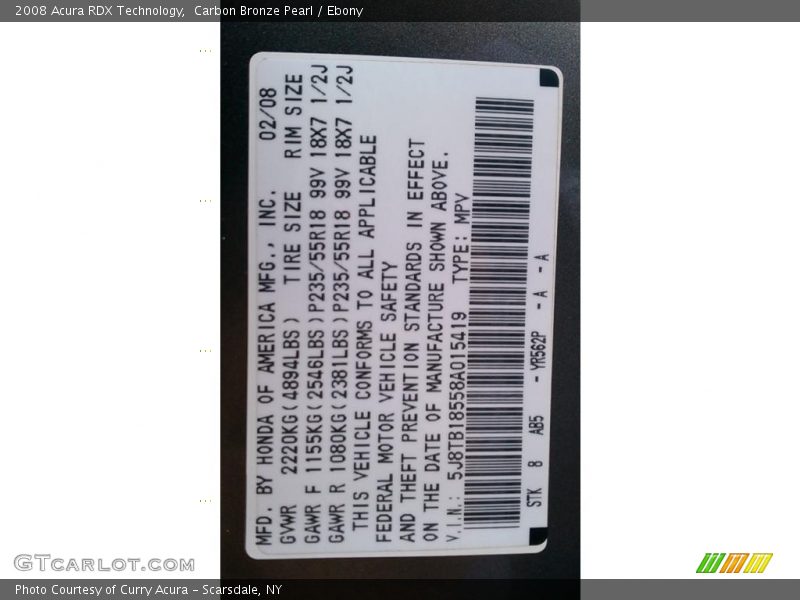 2008 Acura RDX Technology,  Carbon Bronze Pearl / Ebony
MFD. BY HONDA OF AMERICA MFG., INC. 02/08
GVWR 2220KG(4894LBS) TIRE SIZE RIM SIZE
GAWR F 1155KG(2546LBS)P235/55R18 99V 18X7 1/2J
GAWR R 1080KG(2381LBS)P235/55R18 99V 18X7 1/2J
THIS VEHICLE CONFORMS TO ALL APPLICABLE
FEDERAL MOTOR VEHICLE SAFETY
AND THEFT PREVENTION STANDARDS IN EFFECT
ON THE DATE OF MANUFACTURE SHOWN ABOVE.
V.I.N.: 5J8TB18558A015419 TYPE: MPV
STK 8 AB5 - YR562P - A - A
GTCARLOT.COM
Photo Courtesy of Curry Acura – Scarsdale, NY